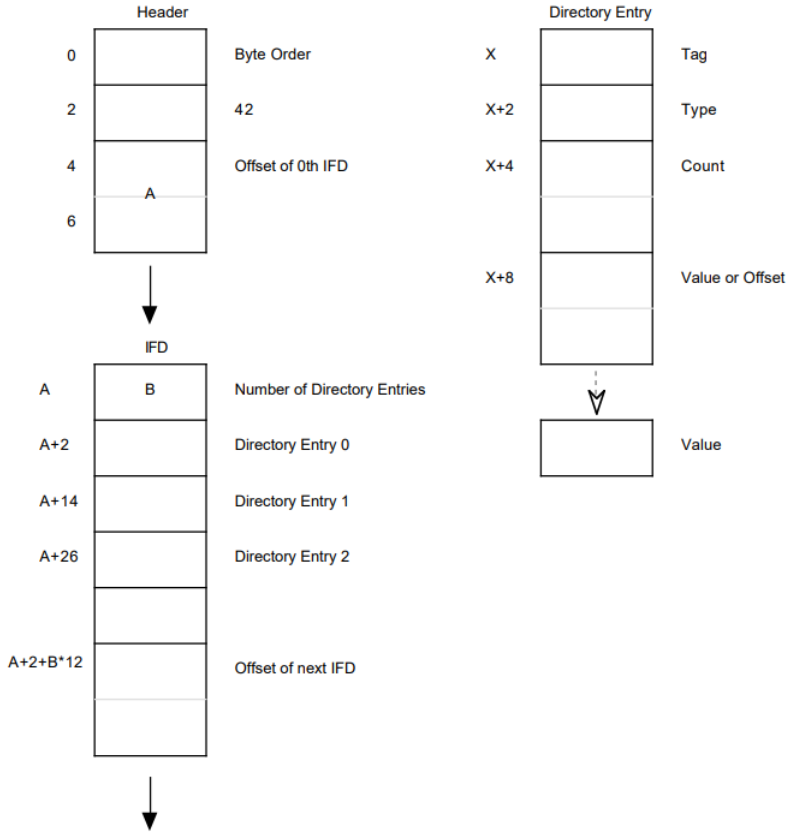 Header
0 Byte Order
2 42
4 Offset of 0th IFD
A
6
IFD
A B Number of Directory Entries
A+2 Directory Entry 0
A+14 Directory Entry 1
A+26 Directory Entry 2
A+2+B*12 Offset of next IFD
Directory Entry
X Tag
X+2 Type
X+4 Count
X+8 Value or Offset
Value